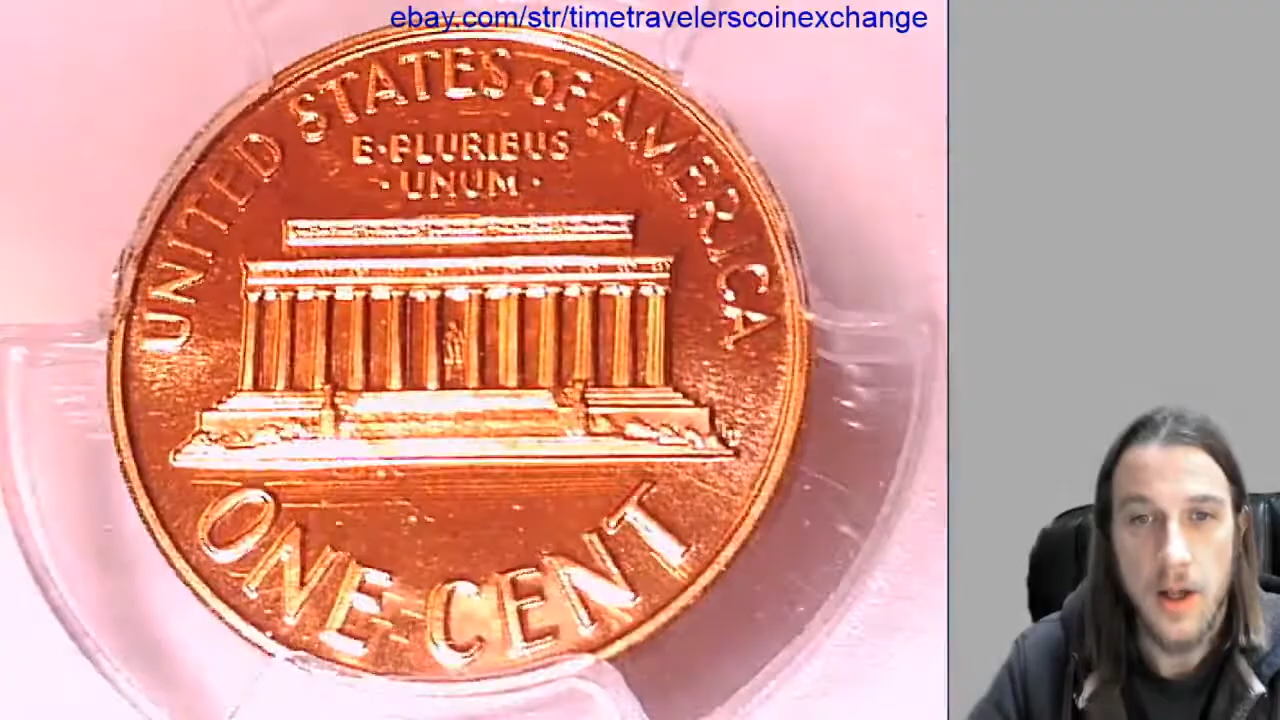 ebay.com/str/timetravelerscoinexchange
UNITED STATES OF AMERICA
E·PLURIBUS
·UNUM·
ONE CENT